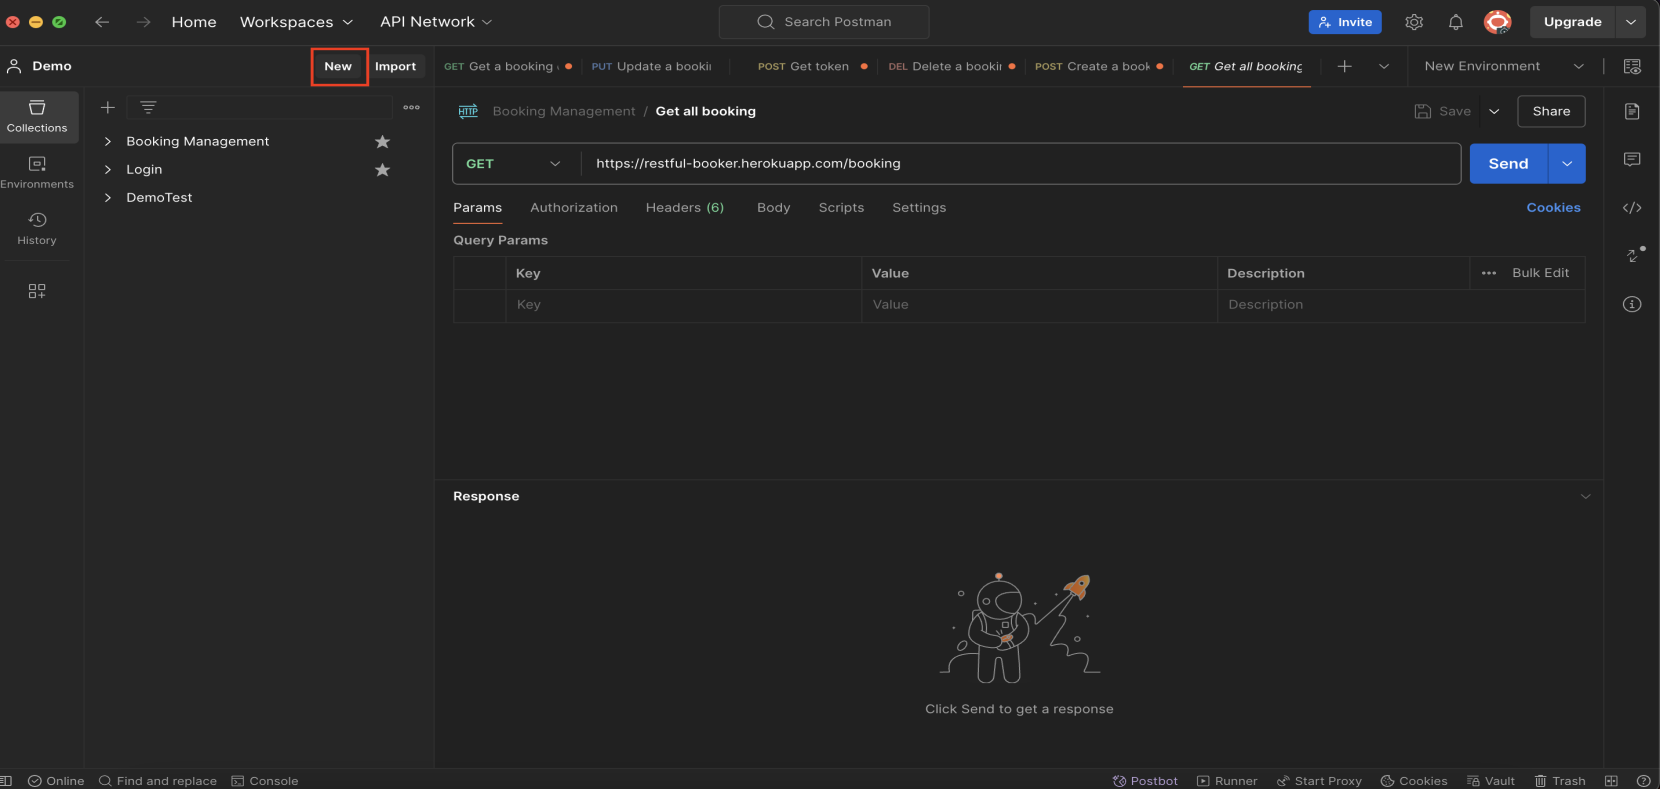 Home Workspaces API Network Search Postman Invite Upgrade
Demo New Import GET Get a booking PUT Update a booki POST Get token DEL Delete a bookir POST Create a book GET Get all booking New Environment
Collections
Environments
History
Booking Management
Login
DemoTest
HTTP Booking Management / Get all booking Save Share
GET https://restful-booker.herokuapp.com/booking Send
Params Authorization Headers (6) Body Scripts Settings Cookies
Query Params
Key Value Description Bulk Edit
Key Value Description
Response
Click Send to get a response
Online Find and replace Console Postbot Runner Start Proxy Cookies Vault Trash